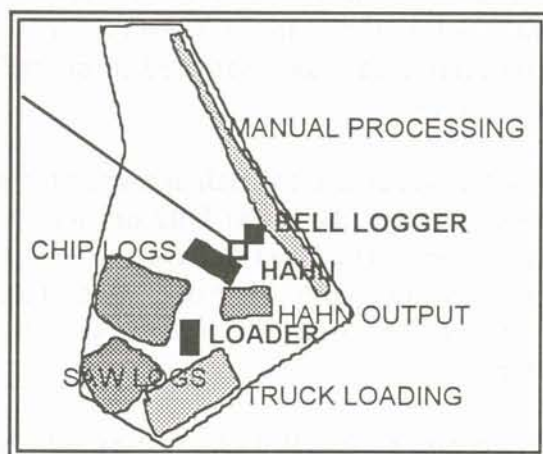 MANUAL PROCESSING
BELL LOGGER
CHIP LOGS
HAHN
HAHN OUTPUT
LOADER
SAW LOGS
TRUCK LOADING